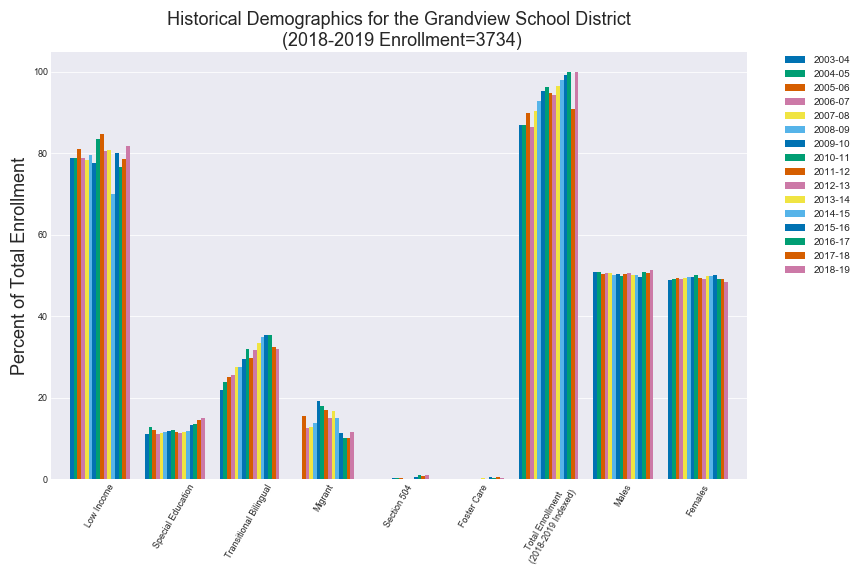 Historical Demographics for the Grandview School District
(2018-2019 Enrollment=3734)
Percent of Total Enrollment
100
80
60
40
20
0
Low Income
Special Education
Transitional Bilingual
Migrant
Section 504
Foster Care
Total Enrollment
(2018-2019 Indexed)
Males
Females
2003-04
2004-05
2005-06
2006-07
2007-08
2008-09
2009-10
2010-11
2011-12
2012-13
2013-14
2014-15
2015-16
2016-17
2017-18
2018-19